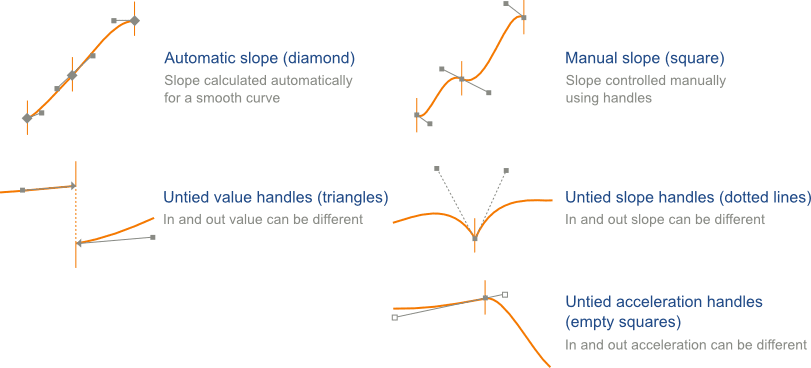 Automatic slope (diamond)
Slope calculated automatically
for a smooth curve
Manual slope (square)
Slope controlled manually
using handles
Untied value handles (triangles)
In and out value can be different
Untied slope handles (dotted lines)
In and out slope can be different
Untied acceleration handles
(empty squares)
In and out acceleration can be different